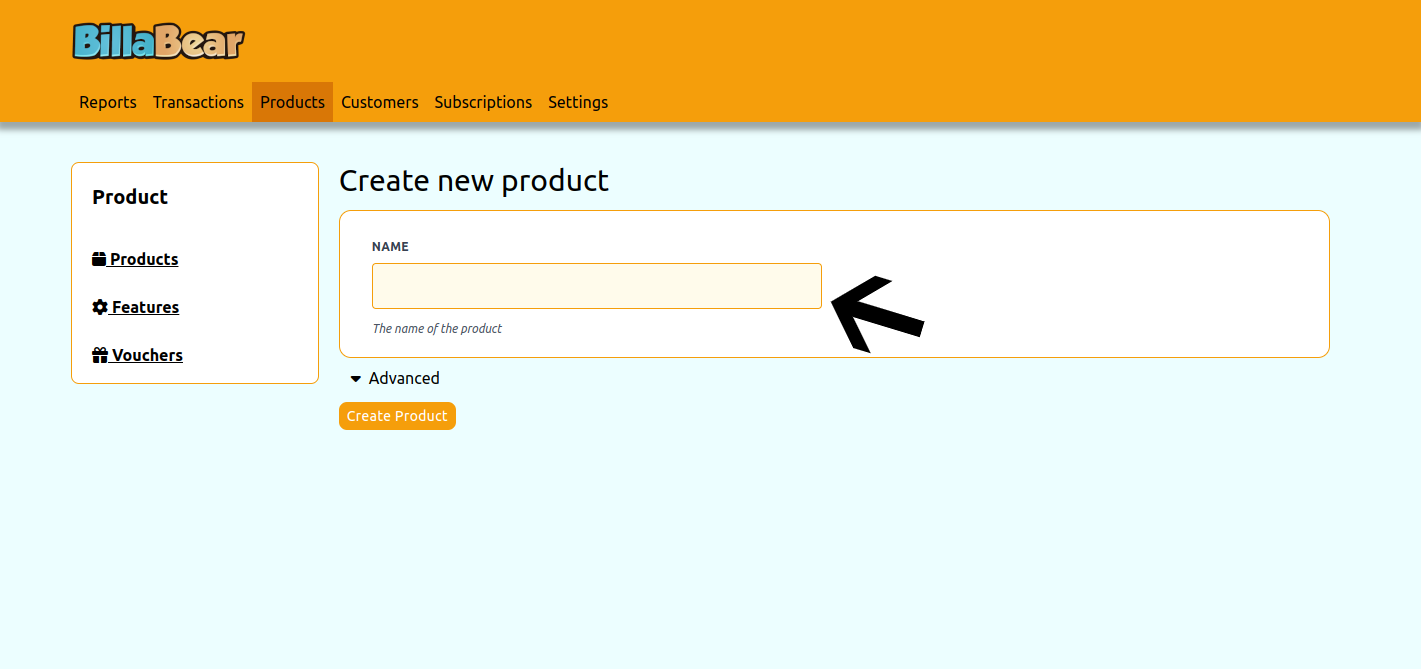 BillaBear
Reports Transactions Products Customers Subscriptions Settings
Product
Products
Features
Vouchers
Create new product
NAME
The name of the product
Advanced
Create Product